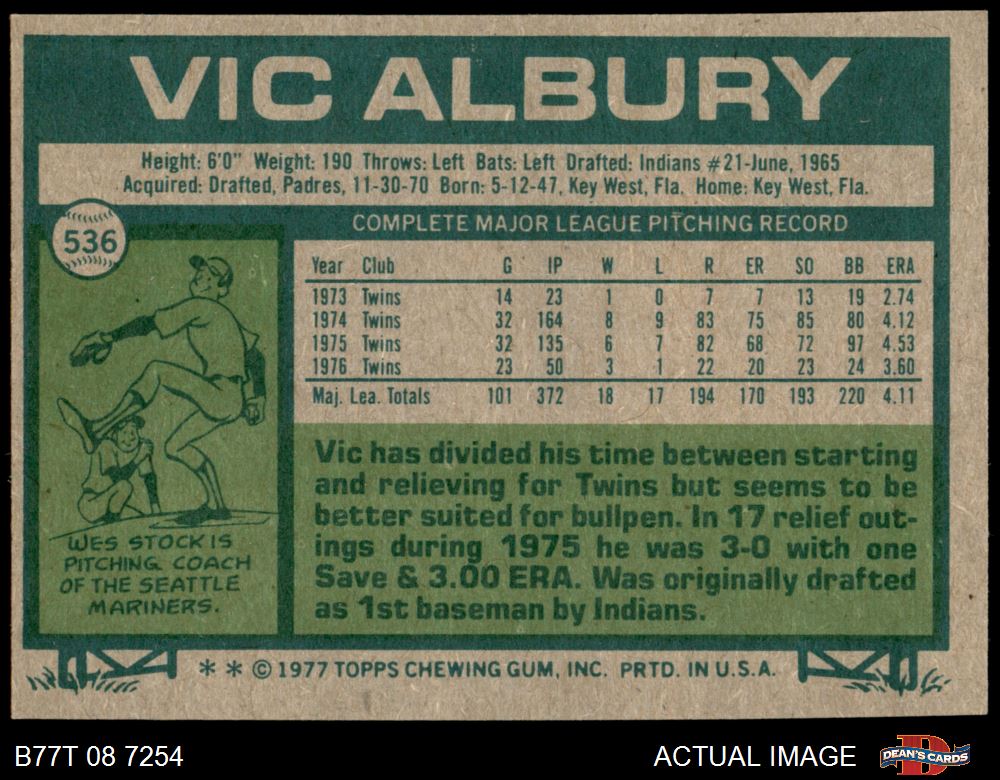 VIC ALBURY
Height: 6'0" Weight: 190 Throws: Left Bats: Left Drafted: Indians #21-June, 1965
Acquired: Drafted, Padres, 11-30-70 Born: 5-12-47, Key West, Fla. Home: Key West, Fla.
536
COMPLETE MAJOR LEAGUE PITCHING RECORD
Year Club G IP W L R ER SO BB ERA
1973 Twins 14 23 1 0 7 7 13 19 2.74
1974 Twins 32 164 8 9 83 75 85 80 4.12
1975 Twins 32 135 6 7 82 68 72 97 4.53
1976 Twins 23 50 3 1 22 20 23 24 3.60
Maj. Lea. Totals 101 372 18 17 194 170 193 220 4.11
WES STOCK IS
PITCHING COACH
OF THE SEATTLE
MARINERS.
Vic has divided his time between starting
and relieving for Twins but seems to be
better suited for bullpen. In 17 relief out-
ings during 1975 he was 3-0 with one
Save & 3.00 ERA. Was originally drafted
as 1st baseman by Indians.
* * © 1977 TOPPS CHEWING GUM, INC. PRTD. IN U.S.A.
B77T 08 7254
ACTUAL IMAGE
D
DEAN'S CARDS